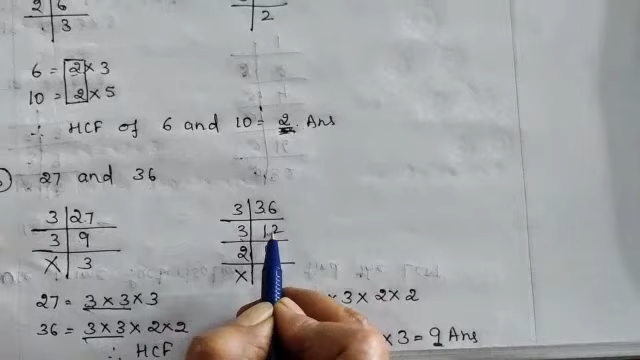 2 6
3
2
6 = 2 × 3
10 = 2 × 5
∴ HCF of 6 and 10 = 2 Ans
27 and 36
3 | 27
3 | 9
× | 3
3 | 36
3 | 12
2 |
×
27 = 3 × 3 × 3
× 3 × 2 × 2
36 = 3 × 3 × 2 × 2
∴ HCF
× 3 = 9 Ans